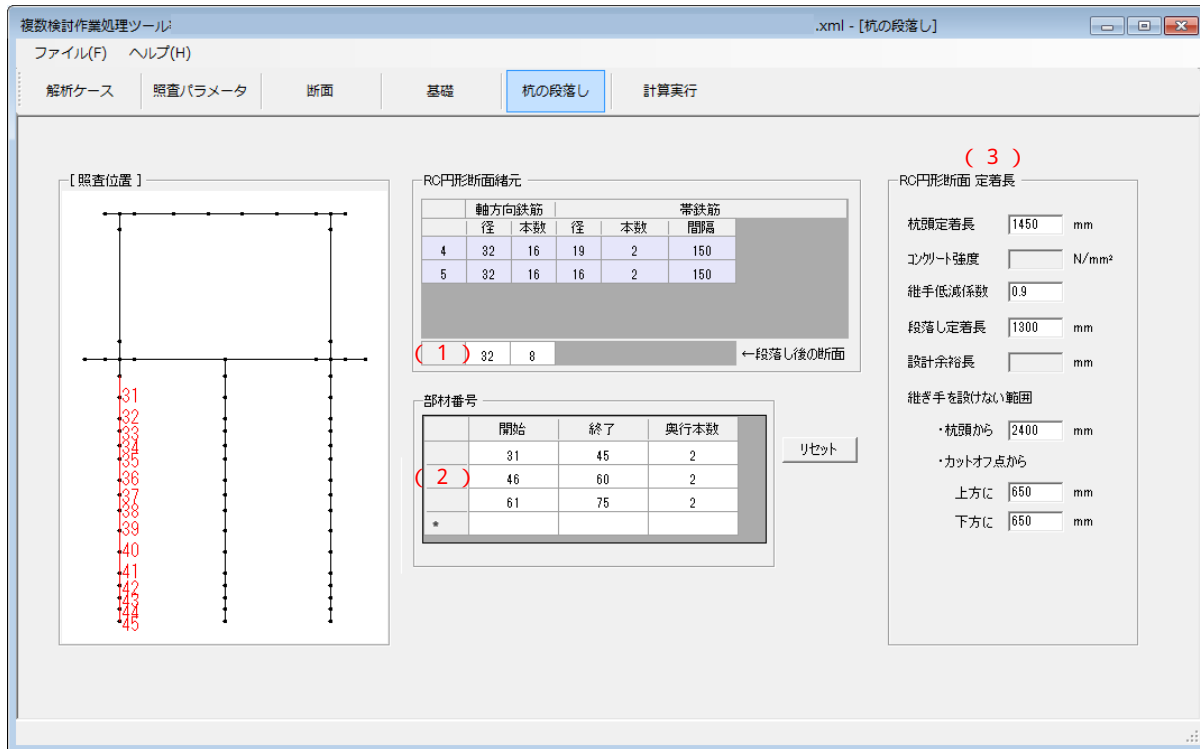 複数検討作業処理ツール
.xml - [杭の段落し]
ファイル(F) ヘルプ(H)
解析ケース 照査パラメータ 断面 基礎 杭の段落し 計算実行
[ 照査位置 ]
31
32
33
34
35
36
37
38
39
40
41
42
43
44
45
RC円形断面緒元
軸方向鉄筋 帯鉄筋
径 本数 径 本数 間隔
4 32 16 19 2 150
5 32 16 16 2 150
( 1 ) 32 8 ←段落し後の断面
部材番号
開始 終了 奥行本数
31 45 2
( 2 ) 46 60 2
61 75 2
*
リセット
( 3 )
RC円形断面 定着長
杭頭定着長 1450 mm
コンクリート強度 N/mm²
継手低減係数 0.9
段落し定着長 1300 mm
設計余裕長 mm
継ぎ手を設けない範囲
・杭頭から 2400 mm
・カットオフ点から
上方に 650 mm
下方に 650 mm